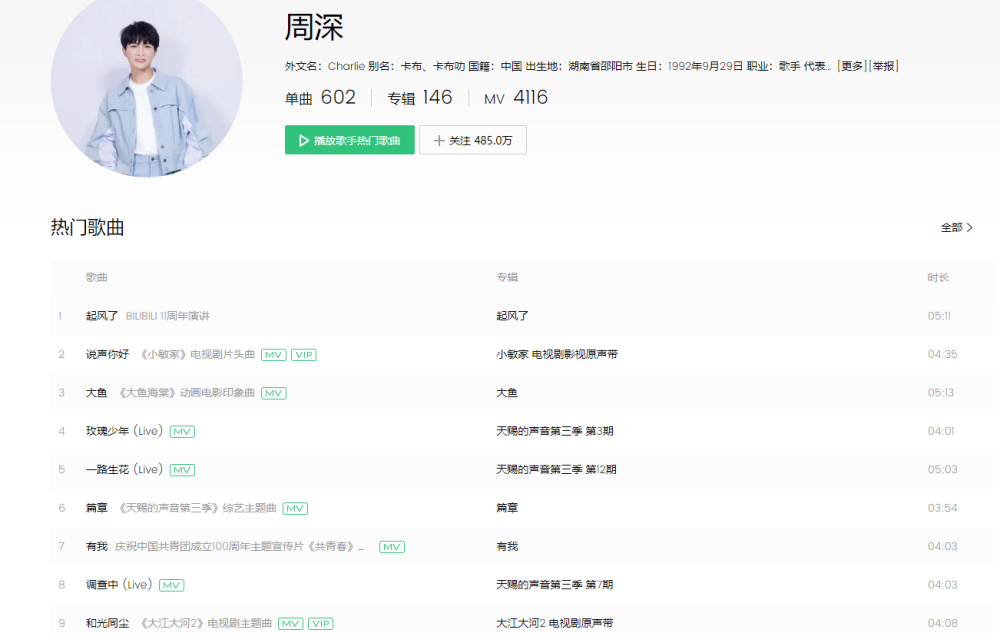 周深
外文名：Charlie 别名：卡布、卡布叻 国籍：中国 出生地：湖南省邵阳市 生日：1992年9月29日 职业：歌手 代表... [更多][举报]
单曲 602 专辑 146 MV 4116
播放歌手热门歌曲 关注 485.0万
热门歌曲 全部
歌曲 专辑 时长
1 起风了 BILIBILI 11周年演讲 起风了 05:11
2 说声你好 《小敏家》电视剧片头曲 MV VIP 小敏家 电视剧影视原声带 04:35
3 大鱼 《大鱼海棠》动画电影印象曲 MV 大鱼 05:13
4 玫瑰少年 (Live) MV 天赐的声音第三季 第3期 04:01
5 一路生花 (Live) MV 天赐的声音第三季 第12期 05:03
6 篇章 《天赐的声音第三季》综艺主题曲 MV 篇章 03:54
7 有我 庆祝中国共青团成立100周年主题宣传片《共青春》... MV 有我 04:03
8 调查中 (Live) MV 天赐的声音第三季 第7期 04:03
9 和光同尘 《大江大河2》电视剧主题曲 MV VIP 大江大河2 电视剧原声带 04:08